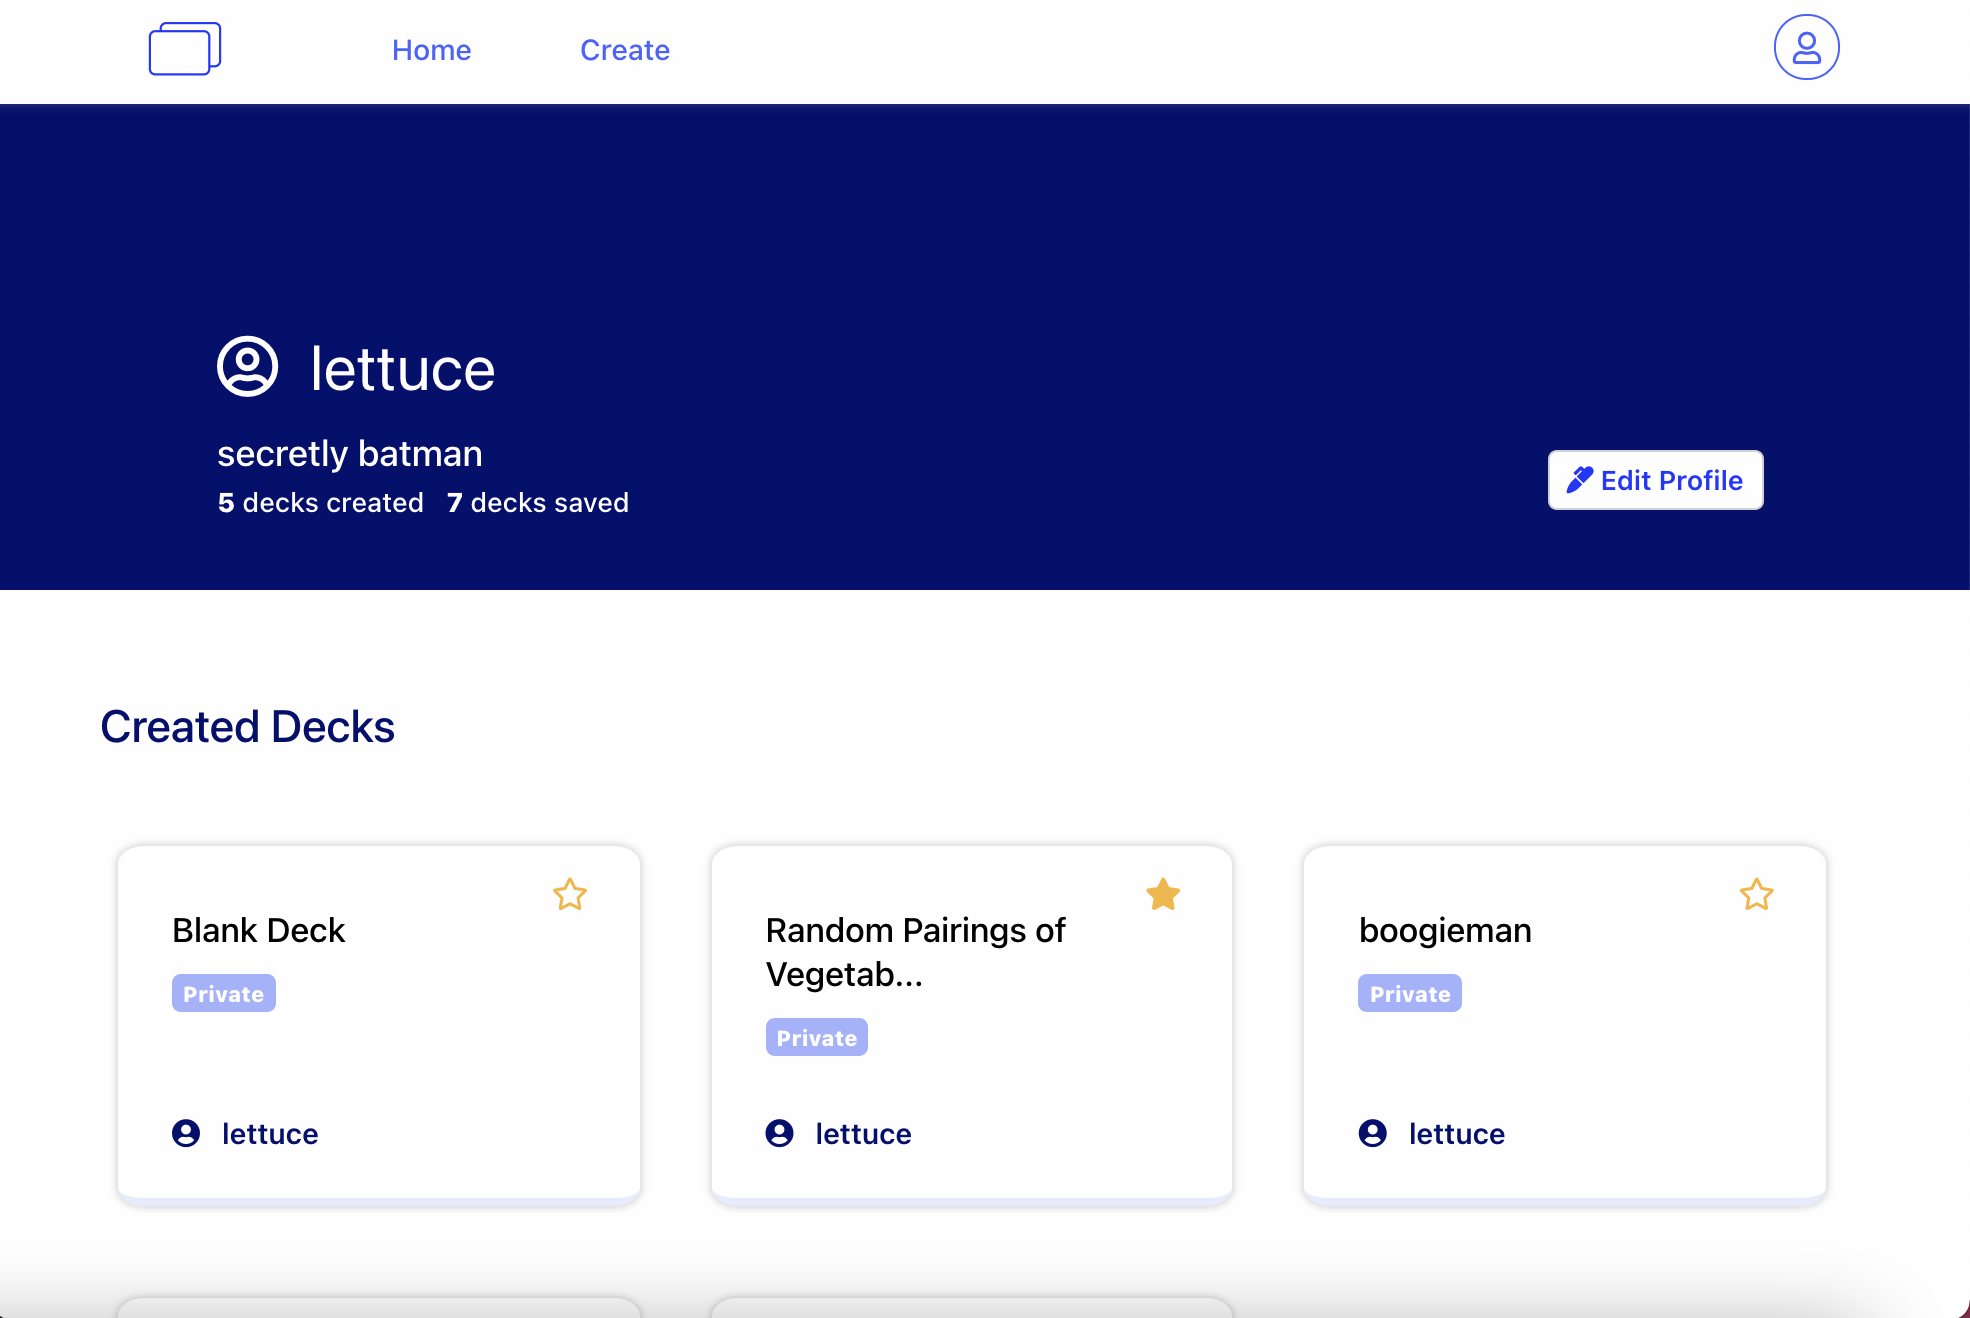 Home Create
lettuce
secretly batman
5 decks created 7 decks saved
Edit Profile
Created Decks
Blank Deck
Private
lettuce
Random Pairings of
Vegetab...
Private
lettuce
boogieman
Private
lettuce